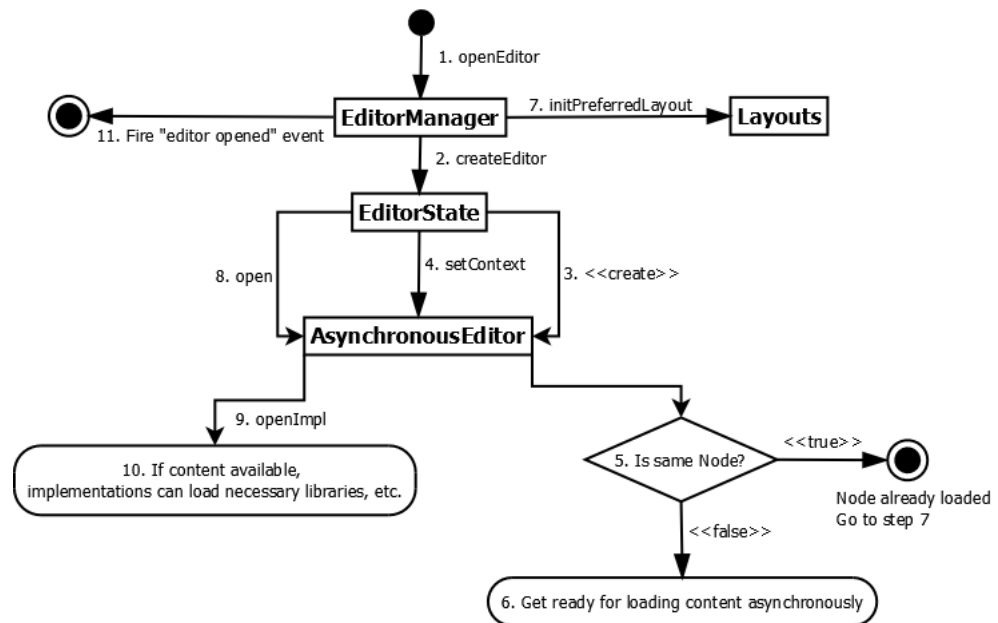 1. openEditor
EditorManager
7. initPreferredLayout
Layouts
11. Fire "editor opened" event
2. createEditor
EditorState
8. open
4. setContext
3. <<create>>
AsynchronousEditor
9. openImpl
10. If content available,
implementations can load necessary libraries, etc.
5. Is same Node?
<<true>>
Node already loaded
Go to step 7
<<false>>
6. Get ready for loading content asynchronously